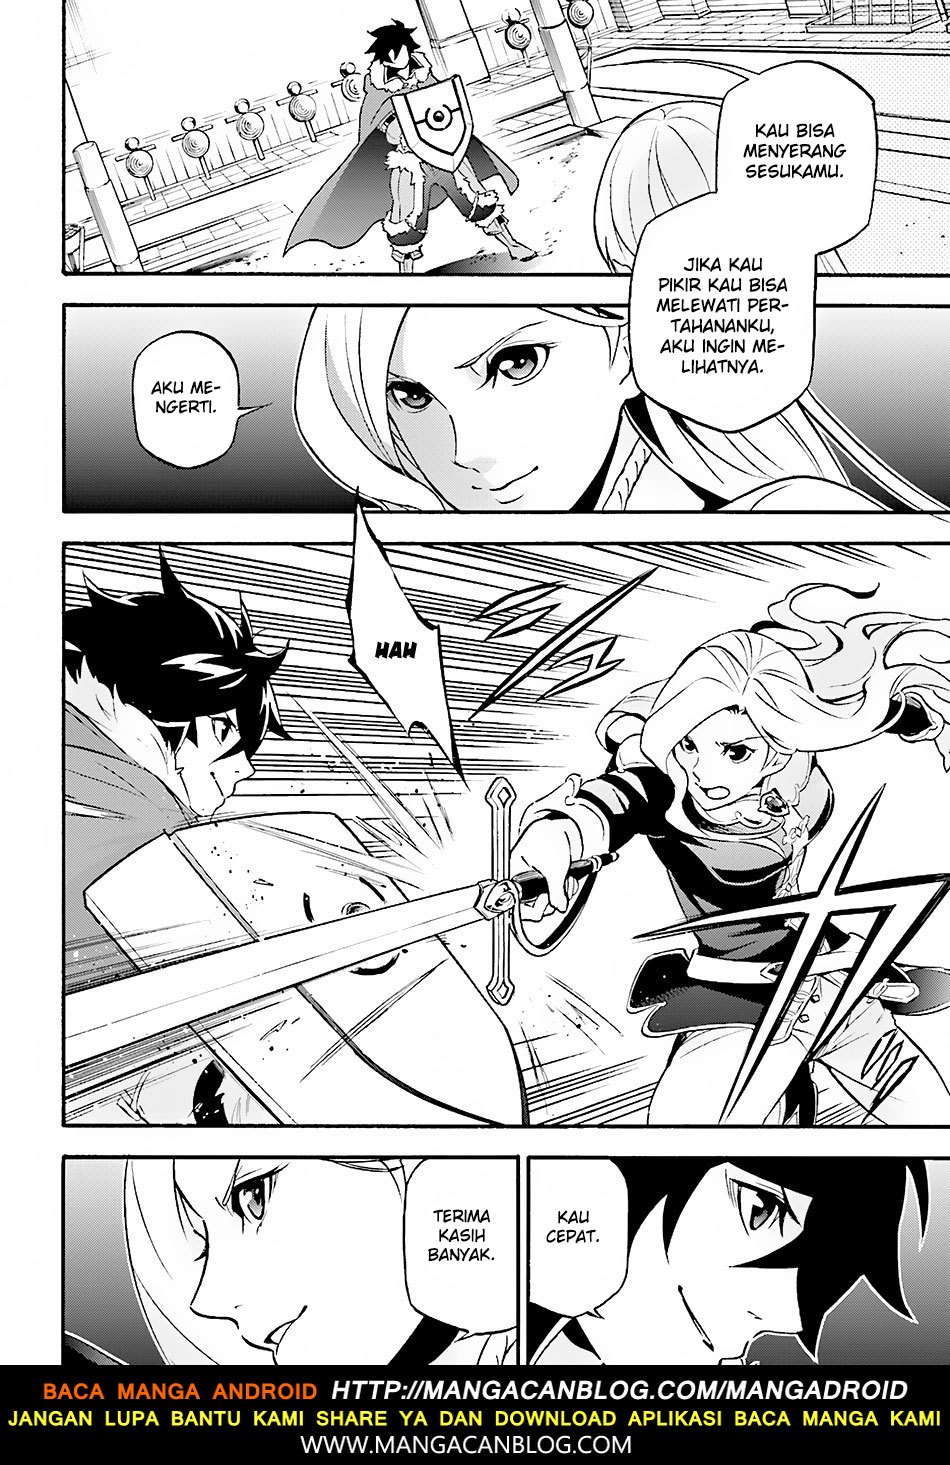 KAU BISA
MENYERANG
SESUKAMU.
JIKA KAU
PIKIR KAU BISA
MELEWATI PER-
TAHANANKU,
AKU INGIN ME-
LIHATNYA.
AKU ME-
NGERTI.
HAH
KAU
CEPAT.
TERIMA
KASIH
BANYAK.
BACA MANGA ANDROID HTTP://MANGACANBLOG.COM/MANGADROID
JANGAN LUPA BANTU KAMI SHARE YA DAN DOWNLOAD APLIKASI BACA MANGA KAMI
WWW.MANGACANBLOG.COM